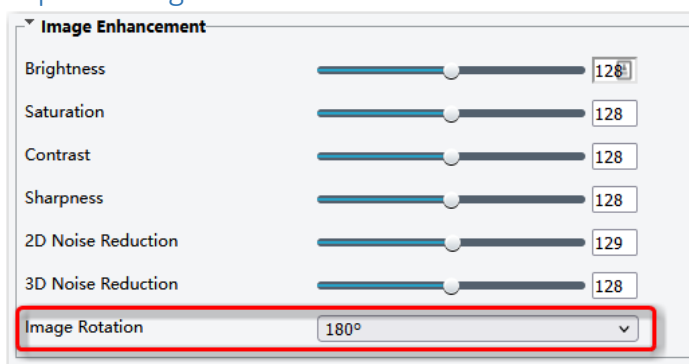 Image Enhancement
Brightness 128
Saturation 128
Contrast 128
Sharpness 128
2D Noise Reduction 129
3D Noise Reduction 128
Image Rotation 180º